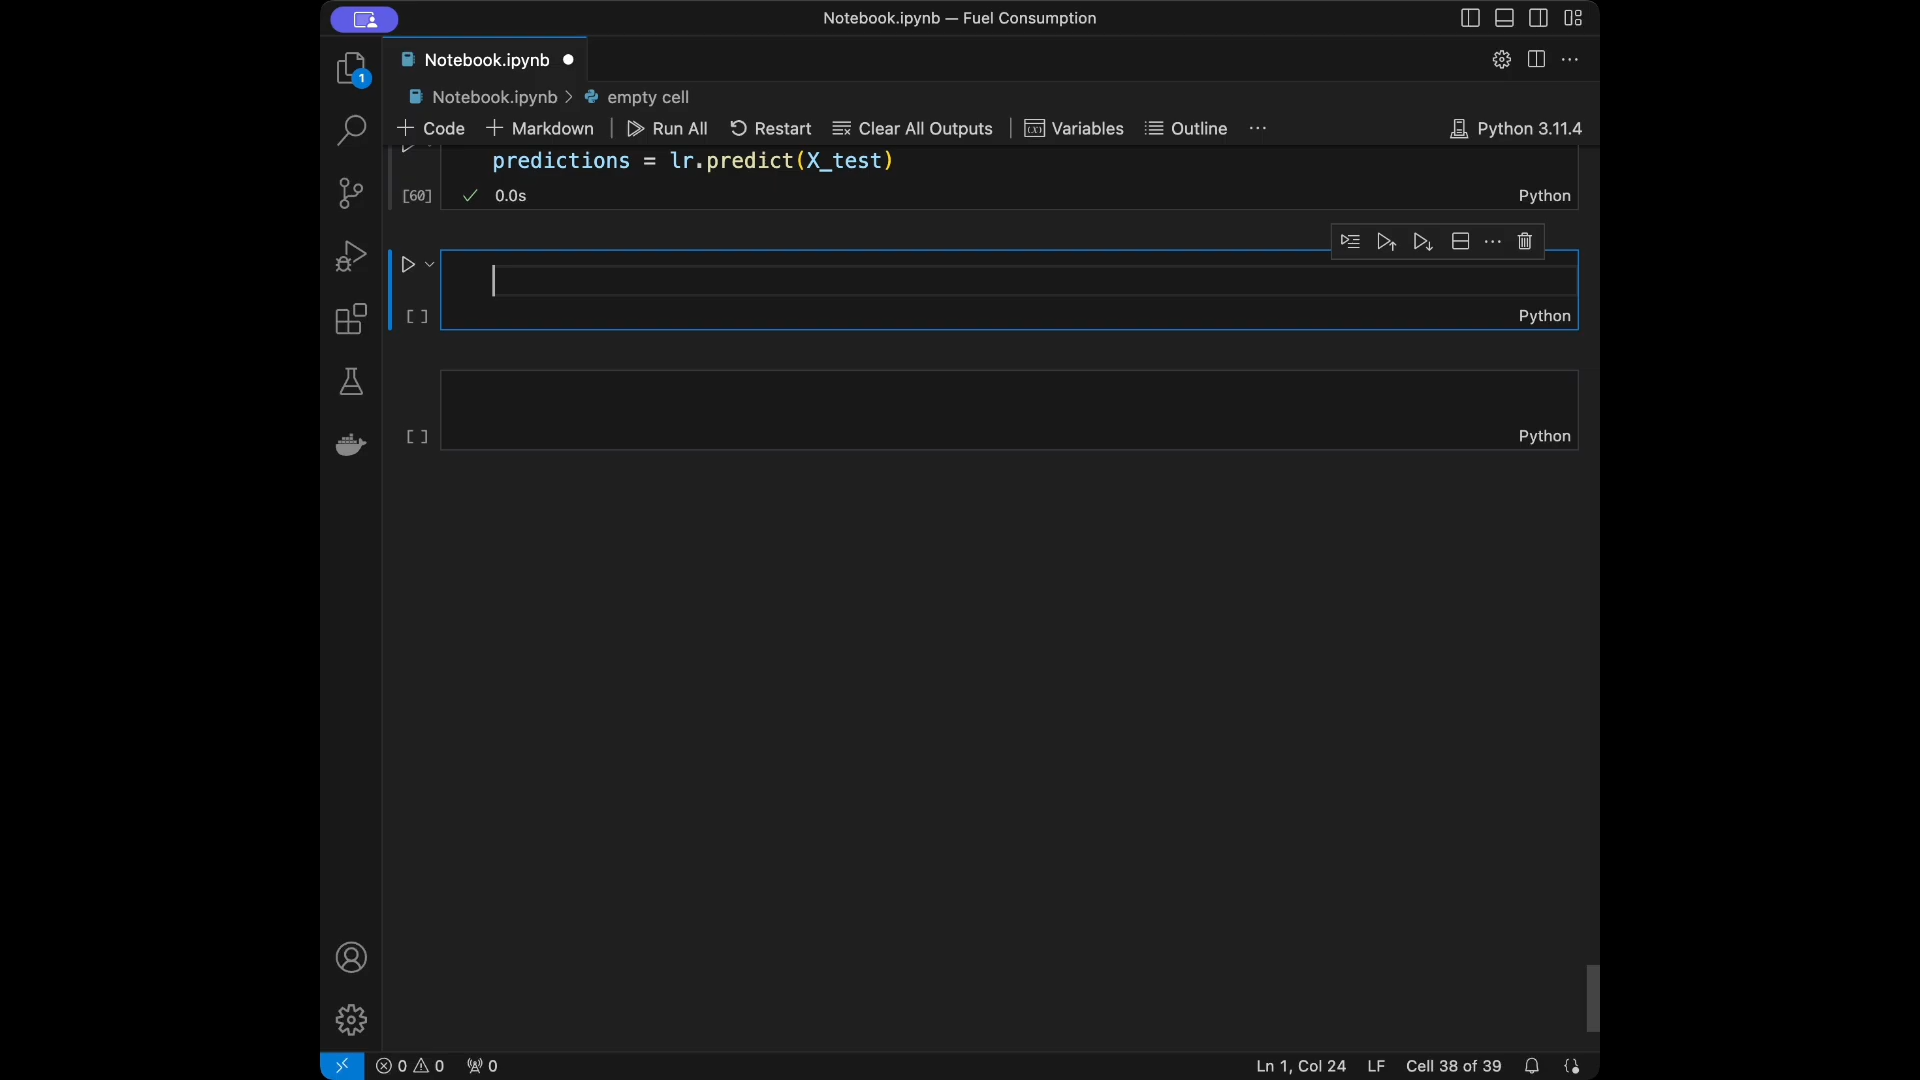 Notebook.ipynb — Fuel Consumption
1
Notebook.ipynb
Notebook.ipynb > empty cell
Code Markdown Run All Restart Clear All Outputs Variables Outline ... Python 3.11.4
predictions = lr.predict(X_test)
[60] 0.0s Python
[ ] Python
[ ] Python
0 0 0 Ln 1, Col 24 LF Cell 38 of 39